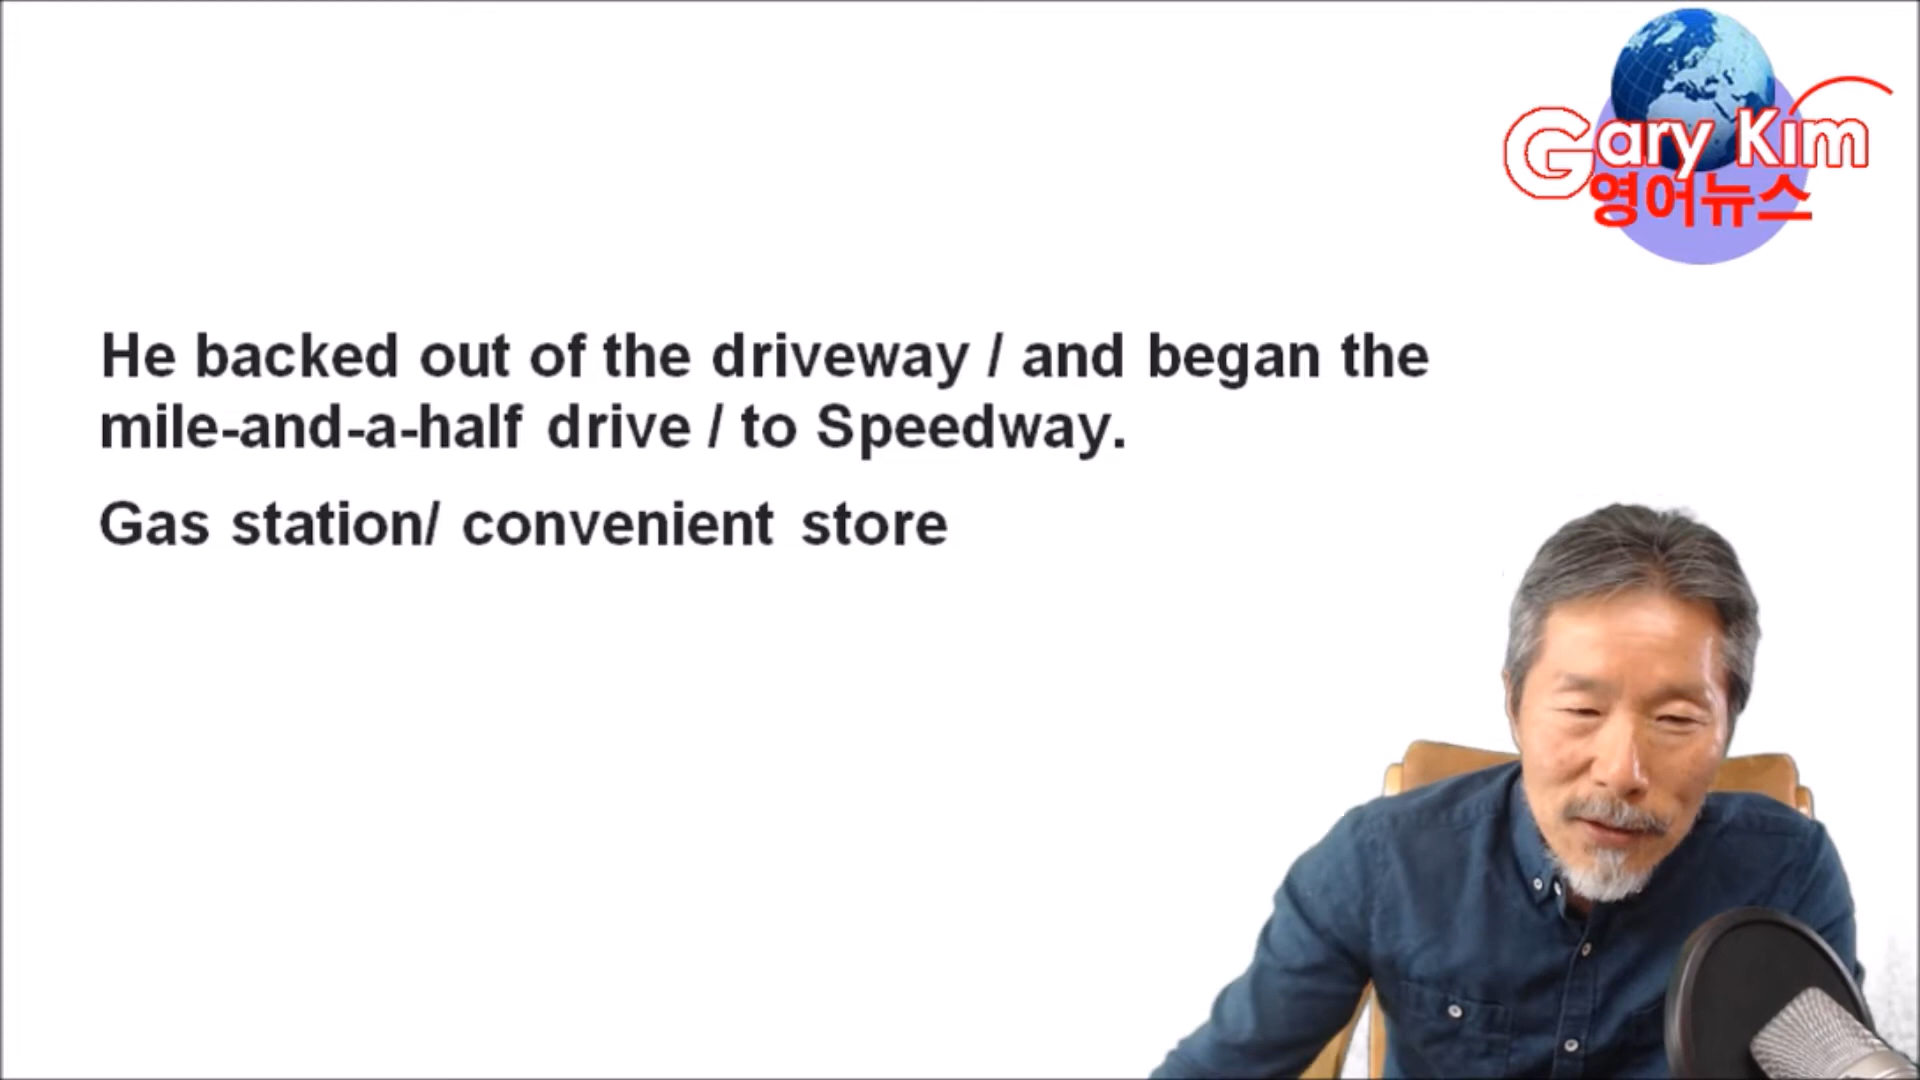 Gary Kim
영어뉴스
He backed out of the driveway / and began the
mile-and-a-half drive / to Speedway.
Gas station/ convenient store